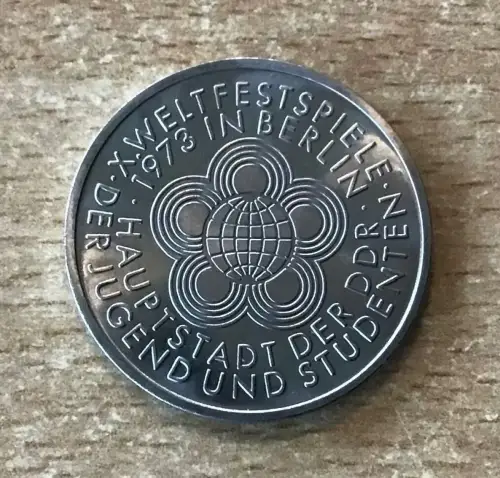 X.WELTFESTSPIELE · DER JUGEND UND STUDENTEN ·
1973 IN BERLIN · HAUPTSTADT DER DDR ·